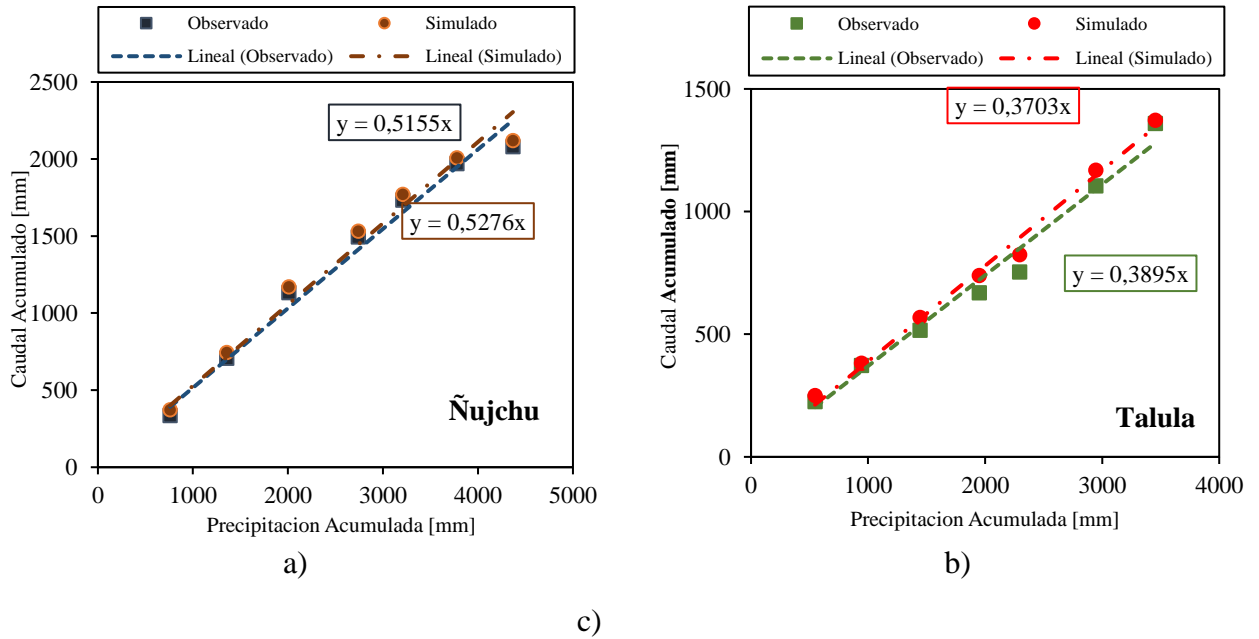 Observado Simulado
Lineal (Observado) Lineal (Simulado)
2500
2000
1500
1000
500
0
0 1000 2000 3000 4000 5000
Caudal Acumulado [mm]
Precipitacion Acumulada [mm]
y = 0,5155x
y = 0,5276x
Ñujchu
a)
Observado Simulado
Lineal (Observado) Lineal (Simulado)
1500
1000
500
0
0 1000 2000 3000 4000
Caudal Acumulado [mm]
Precipitacion Acumulada [mm]
y = 0,3703x
y = 0,3895x
Talula
b)
c)